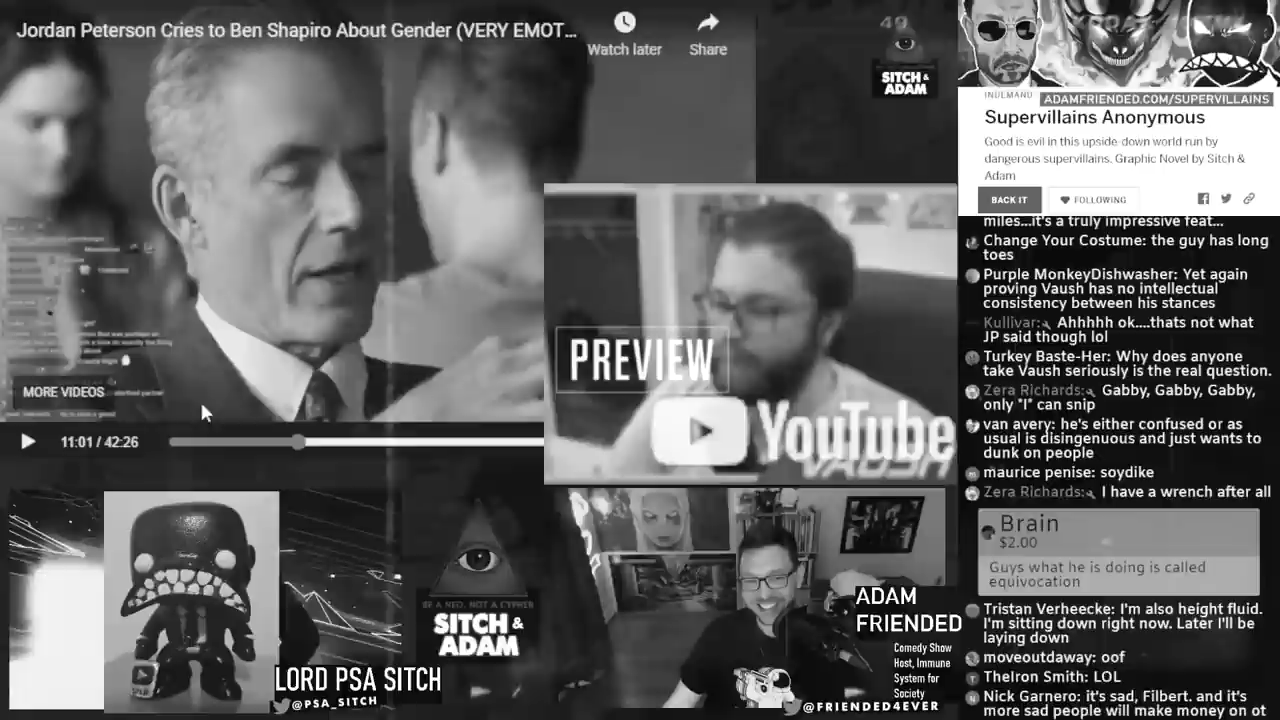 Jordan Peterson Cries to Ben Shapiro About Gender (VERY EMOT...
Watch later
Share
49
SITCH &
ADAM
MORE VIDEOS
11:01 / 42:26
PREVIEW
YouTube
VAUSH
BE A NEO, NOT A CYPHER
SITCH &
ADAM
LORD PSA SITCH
@PSA_SITCH
ADAM
FRIENDED
Comedy Show
Host, Immune
System for
Society
@FRIENDED4EVER
INDEMAND
ADAMFRIENDED.COM/SUPERVILLAINS
Supervillains Anonymous
Good is evil in this upside-down world run by
dangerous supervillains. Graphic Novel by Sitch &
Adam
BACK IT
FOLLOWING
miles...it's a truly impressive feat...
Change Your Costume: the guy has long
toes
Purple MonkeyDishwasher: Yet again
proving Vaush has no intellectual
consistency between his stances
Kullivar: Ahhhhh ok....thats not what
JP said though lol
Turkey Baste-Her: Why does anyone
take Vaush seriously is the real question.
Zera Richards: Gabby, Gabby, Gabby,
only "I" can snip
van avery: he's either confused or as
usual is disingenuous and just wants to
dunk on people
maurice penise: soydike
Zera Richards: I have a wrench after all
Brain
$2.00
Guys what he is doing is called
equivocation
Tristan Verheecke: I'm also height fluid.
I'm sitting down right now. Later I'll be
laying down
moveoutdaway: oof
TheIron Smith: LOL
Nick Garnero: it's sad, Filbert. and it's
more sad people will make money on ot